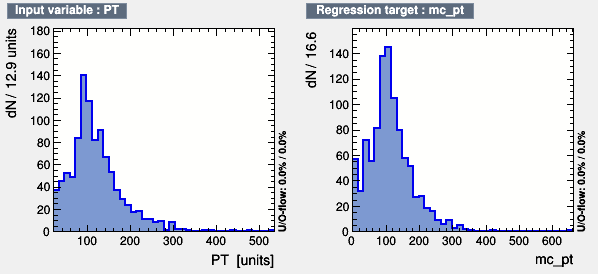 Input variable : PT
dN / 12.9 units
180
160
140
120
100
80
60
40
20
0
100 200 300 400 500
PT [units]
U/O-flow: 0.0% / 0.0%
Regression target : mc_pt
dN / 16.6
140
120
100
80
60
40
20
0
0 100 200 300 400 500 600
mc_pt
U/O-flow: 0.0% / 0.0%